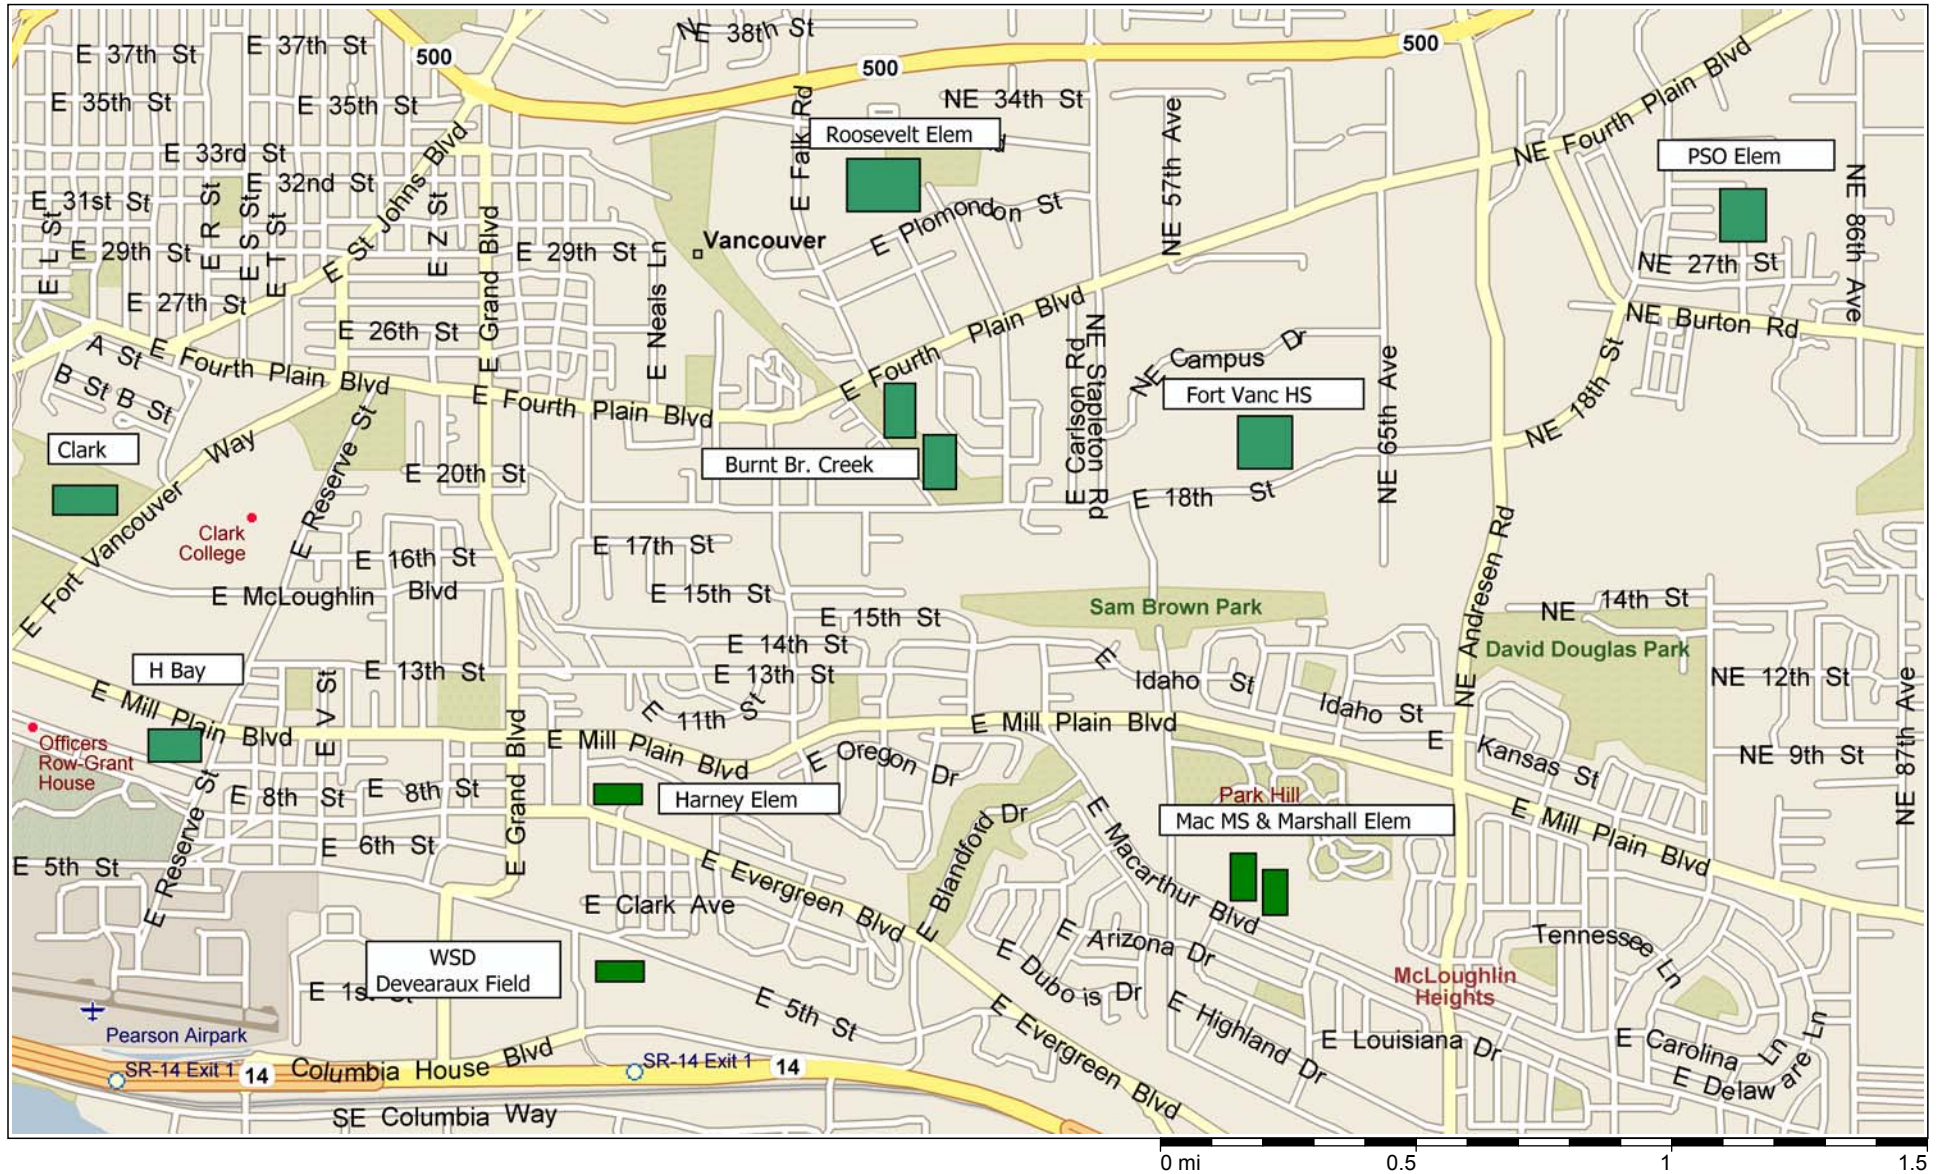 NE 38th St
E 37th St
E 37th St
500
500
500
E 35th St
E 35th St
NE 34th St
E Falk Rd
NE 57th Ave
NE Fourth Plain Blvd
Roosevelt Elem
PSO Elem
E 33rd St
E 32nd St
E 31st St
E St Johns Blvd
E R St
E S St
E T St
E Z St
E L St
E Grand Blvd
E 29th St
E 29th St
E Neals Ln
Vancouver
E Plomondon St
NE 86th Ave
NE 27th St
E 27th St
E 26th St
NE Burton Rd
A St
B St
B St
E Fourth Plain Blvd
E Fourth Plain Blvd
E Fourth Plain Blvd
E Carlson Rd
NE Stapleton Rd
NE Campus Dr
NE 65th Ave
NE 18th St
Fort Vanc HS
Clark
E Fort Vancouver Way
E Reserve St
E 20th St
Burnt Br. Creek
E 18th St
Clark
College
E 17th St
E 16th St
NE Andresen Rd
E McLoughlin Blvd
E 15th St
E 15th St
Sam Brown Park
NE 14th St
David Douglas Park
E 14th St
E 13th St
E 13th St
H Bay
E Idaho St
Idaho St
NE 12th St
E 11th St
E V St
E Mill Plain Blvd
E Mill Plain Blvd
E Mill Plain Blvd
E Grand Blvd
E Oregon Dr
E Kansas St
NE 9th St
NE 87th Ave
Officers
Row-Grant
House
E 8th St
E 8th St
Harney Elem
Park Hill
Mac MS & Marshall Elem
E Mill Plain Blvd
E Reserve St
E 6th St
E 5th St
E Evergreen Blvd
E Blandford Dr
E Macarthur Blvd
E Clark Ave
E Arizona Dr
Tennessee Ln
WSD
Devearaux Field
E 1st St
E Dubois Dr
McLoughlin
Heights
E 5th St
E Evergreen Blvd
E Highland Dr
E Louisiana Dr
E Carolina Ln
E Delaware Ln
Pearson Airpark
SR-14 Exit 1
14
Columbia House Blvd
SR-14 Exit 1
14
SE Columbia Way
0 mi 0.5 1 1.5